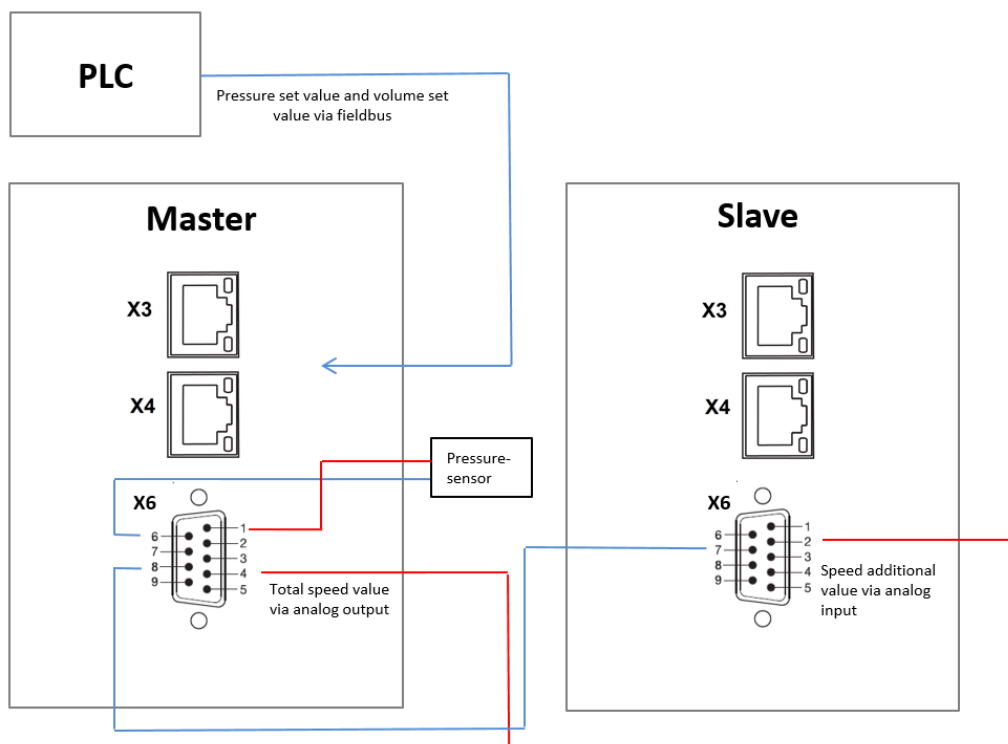 PLC
Pressure set value and volume set
value via fieldbus
Master
X3
X4
Pressure-
sensor
X6
1
6
2
7
3
8
4
9
5
Total speed value
via analog output
Slave
X3
X4
X6
1
6
2
7
3
8
4
9
5
Speed additional
value via analog
input